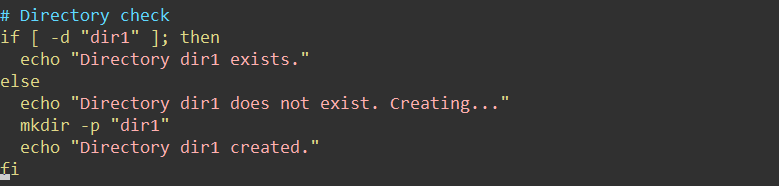 # Directory check
if [ -d "dir1" ]; then
  echo "Directory dir1 exists."
else
  echo "Directory dir1 does not exist. Creating..."
  mkdir -p "dir1"
  echo "Directory dir1 created."
fi